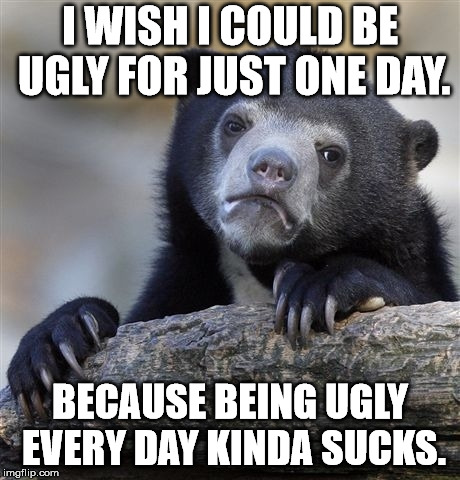 I WISH I COULD BE
UGLY FOR JUST ONE DAY.
BECAUSE BEING UGLY
EVERY DAY KINDA SUCKS.
imgflip.com